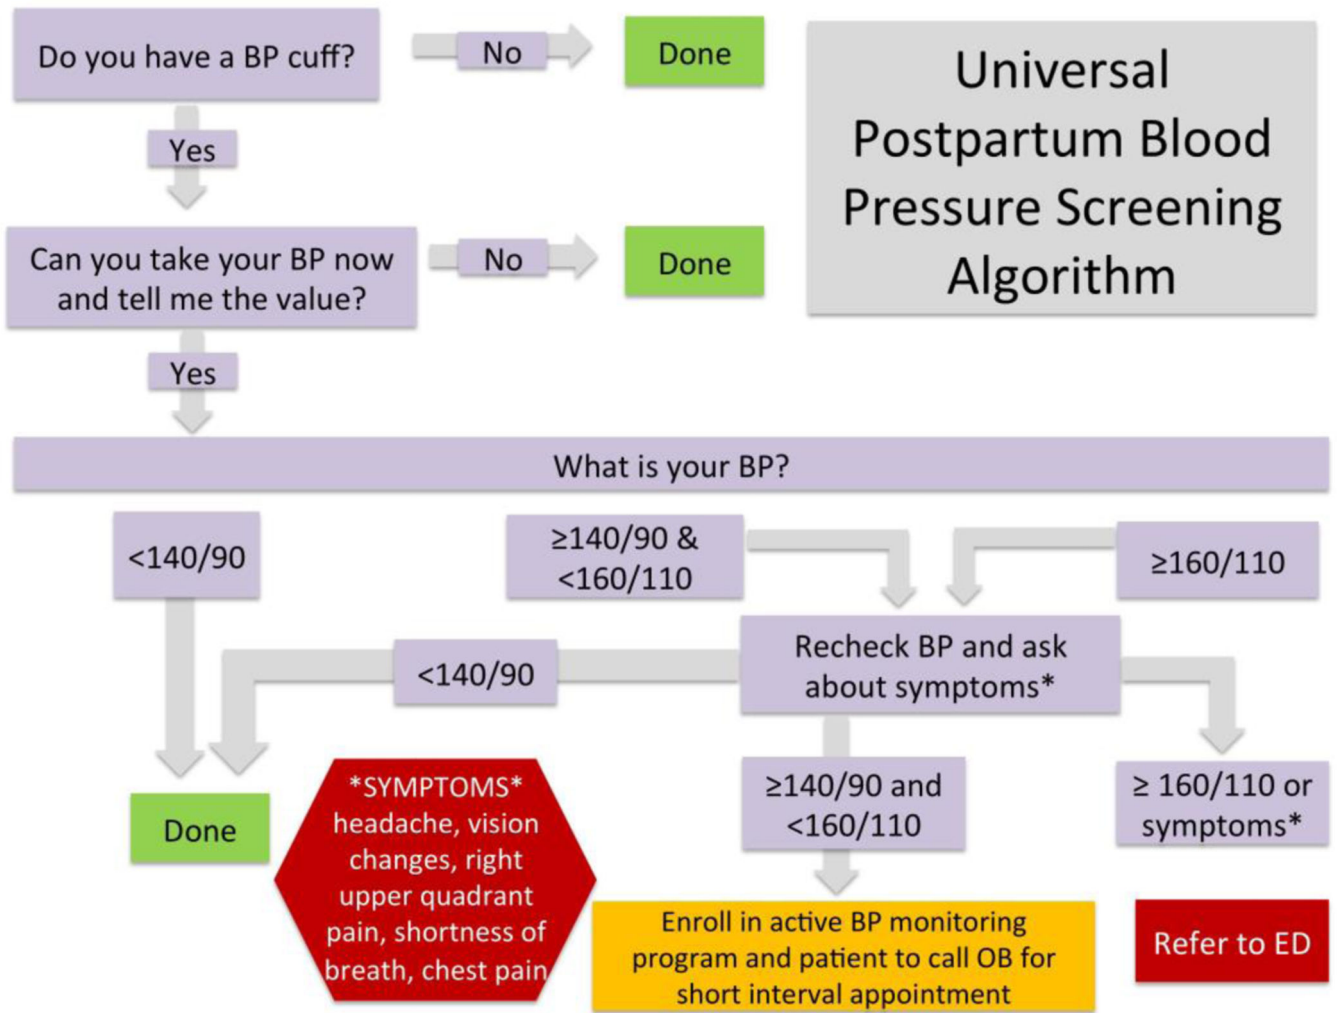 Do you have a BP cuff?
No
Done
Universal
Postpartum Blood
Pressure Screening
Algorithm
Yes
Can you take your BP now
and tell me the value?
No
Done
Yes
What is your BP?
<140/90
≥140/90 &
<160/110
≥160/110
<140/90
Recheck BP and ask
about symptoms*
Done
*SYMPTOMS*
headache, vision
changes, right
upper quadrant
pain, shortness of
breath, chest pain
≥140/90 and
<160/110
≥ 160/110 or
symptoms*
Enroll in active BP monitoring
program and patient to call OB for
short interval appointment
Refer to ED